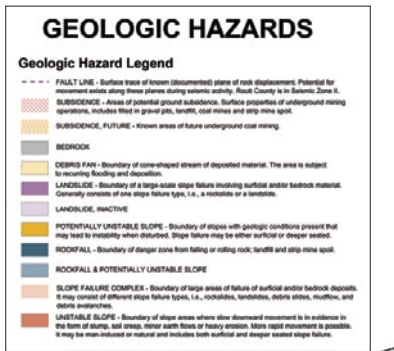 GEOLOGIC HAZARDS
Geologic Hazard Legend
FAULT LINE - Surface trace of known (documented) plane of rock displacement. Potential for
movement exists along these planes during seismic activity. Routt County is in Seismic Zone II.
SUBSIDENCE - Areas of potential ground subsidence. Surface properties of underground mining
operations, includes filled in gravel pits, landfill, coal mines and strip mine spoil.
SUBSIDENCE, FUTURE - Known areas of future underground coal mining.
BEDROCK
DEBRIS FAN - Boundary of cone-shaped stream of deposited material. The area is subject
to recurring flooding and deposition.
LANDSLIDE - Boundary of a large-scale slope failure involving surficial and/or bedrock material.
Generally consists of one slope failure type, i.e., a rockslide or a landslide.
LANDSLIDE, INACTIVE
POTENTIALLY UNSTABLE SLOPE - Boundary of slopes with geologic conditions present that
may lead to instability when disturbed. Slope failure may be either surficial or deeper seated.
ROCKFALL - Boundary of danger zone from falling or rolling rock; landfill and strip mine spoil.
ROCKFALL & POTENTIALLY UNSTABLE SLOPE
SLOPE FAILURE COMPLEX - Boundary of large areas of failure of surficial and/or bedrock deposits.
It may consist of different slope failure types, i.e., rockslides, landslides, debris slides, mudflow, and
debris avalanches.
UNSTABLE SLOPE - Boundary of slope areas where slow downward movement is in evidence in
the form of slump, soil creep, minor earth flows or heavy erosion. More rapid movement is possible.
It may be man-induced or natural and includes both surficial and deeper seated slope failure.